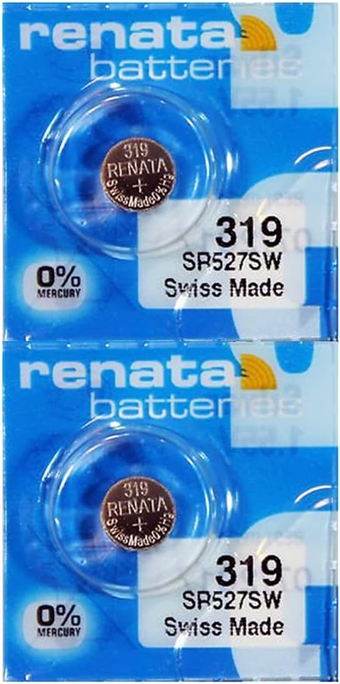 renata
batteries
319
RENATA
+
SwissMade0%Hg
319
SR527SW
Swiss Made
0%
MERCURY
renata
batteries
319
RENATA
+
SwissMade0%Hg
319
SR527SW
Swiss Made
0%
MERCURY